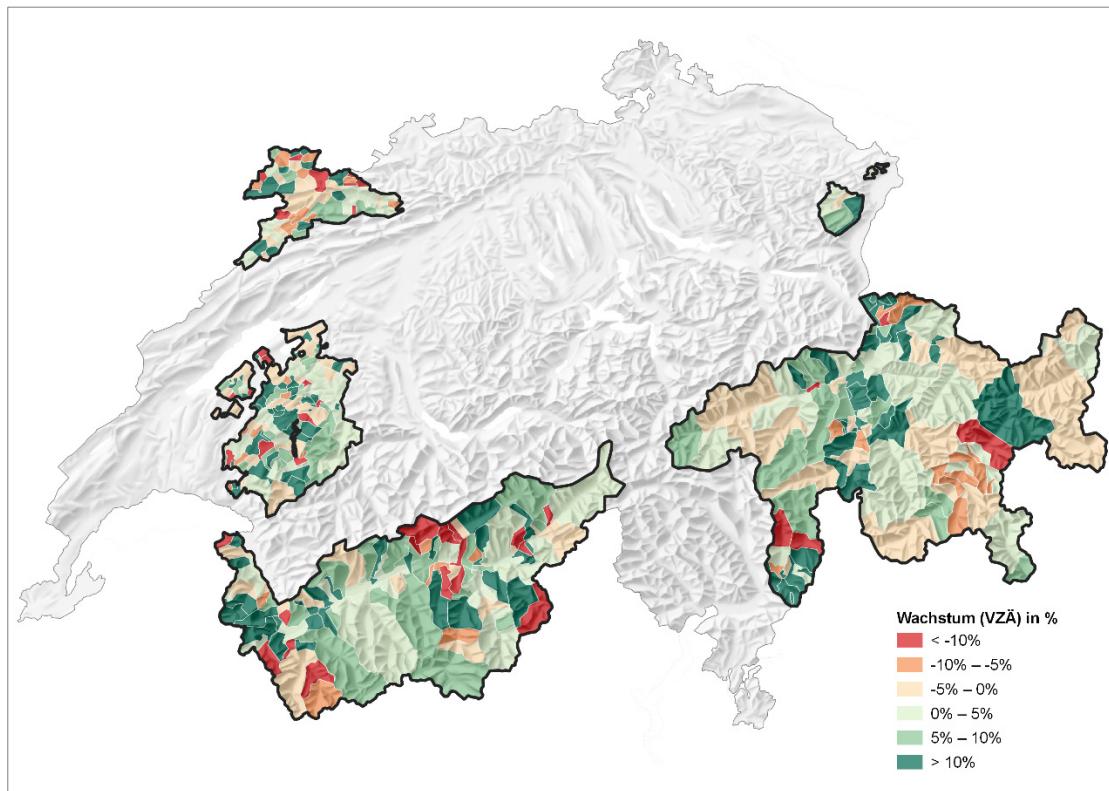 Wachstum (VZÄ) in %
< -10%
-10% – -5%
-5% – 0%
0% – 5%
5% – 10%
> 10%